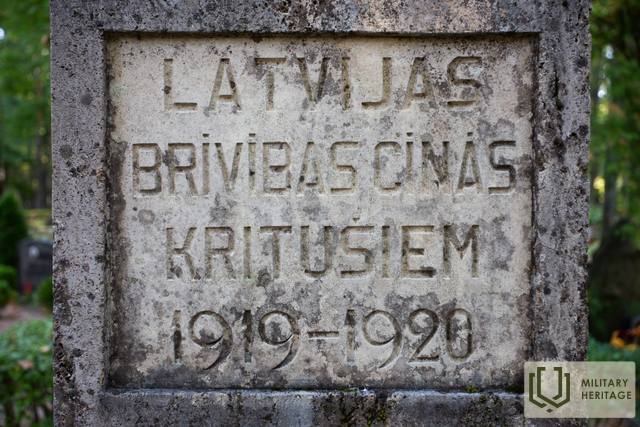 LATVIJAS
BRĪVĪBAS CĪŅĀS
KRITUŠIEM
1919-1920
MILITARY
HERITAGE